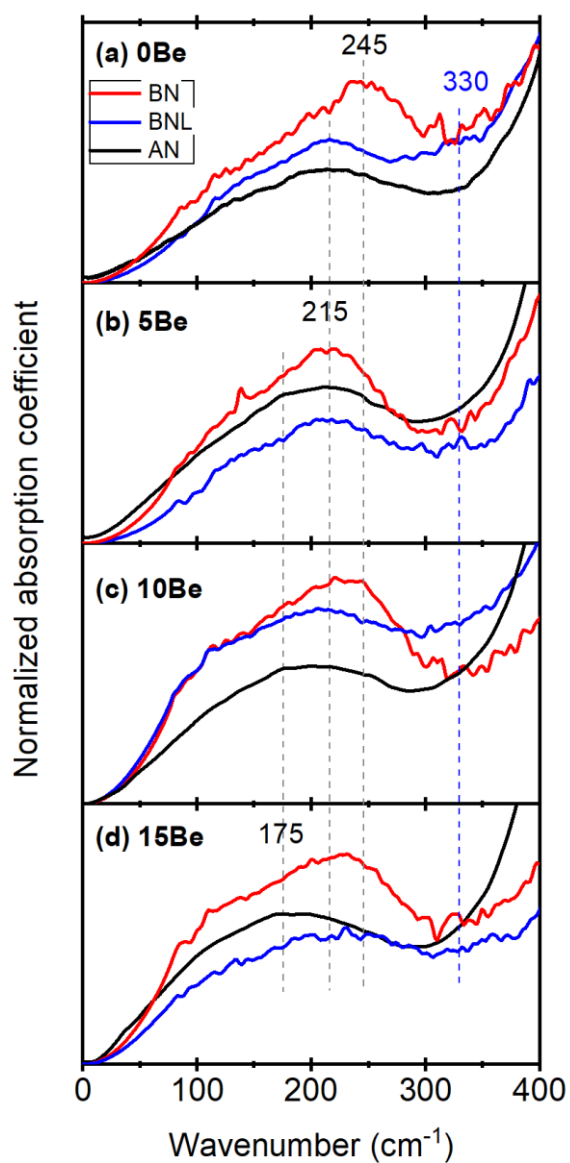 (a) 0Be
245
330
BN
BNL
AN
(b) 5Be
215
(c) 10Be
(d) 15Be
175
0 100 200 300 400
Wavenumber (cm⁻¹)
Normalized absorption coefficient